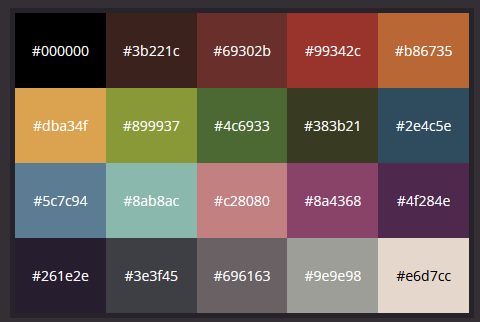 #000000 #3b221c #69302b #99342c #b86735
#dba34f #899937 #4c6933 #383b21 #2e4c5e
#5c7c94 #8ab8ac #c28080 #8a4368 #4f284e
#261e2e #3e3f45 #696163 #9e9e98 #e6d7cc